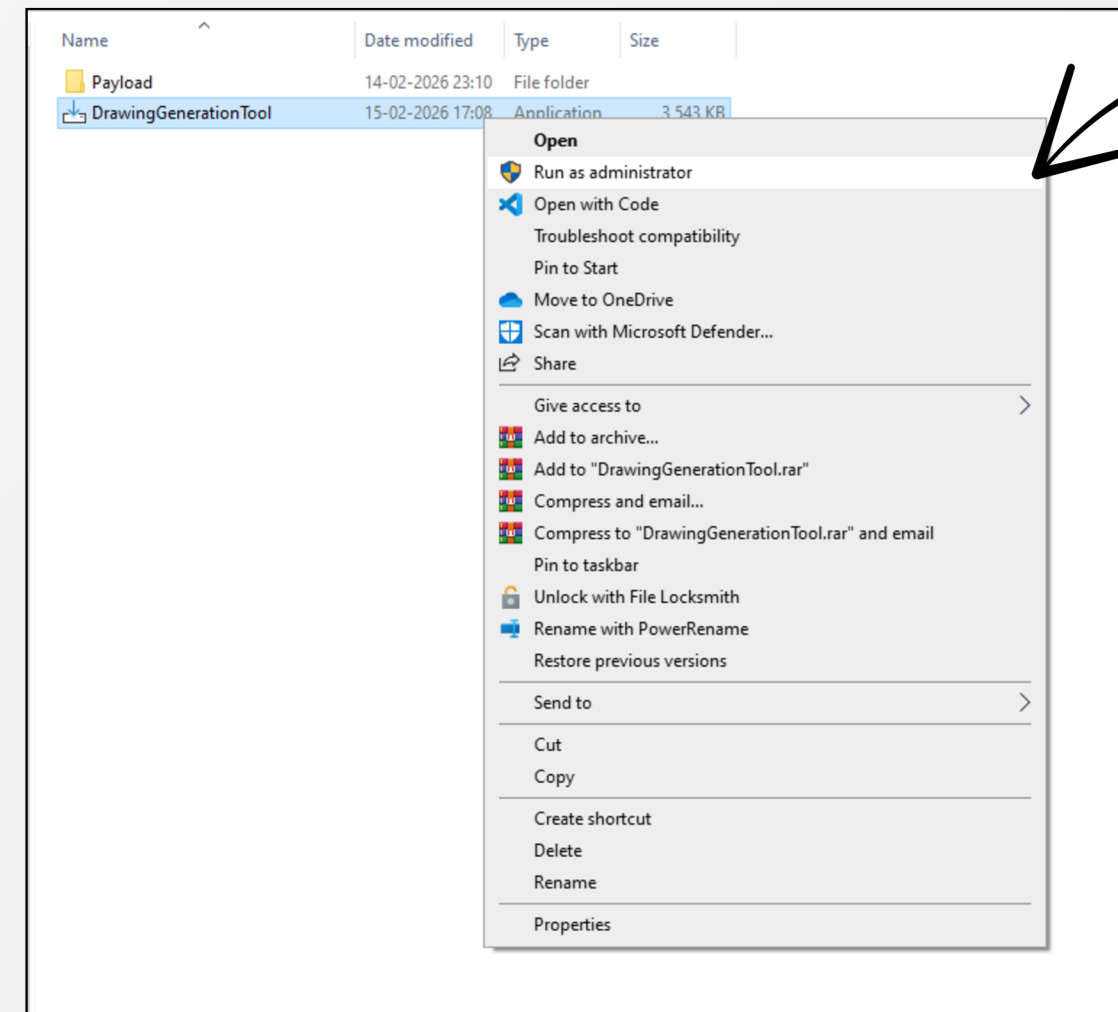 Name Date modified Type Size
Payload 14-02-2026 23:10 File folder
DrawingGenerationTool 15-02-2026 17:08 Application 3,543 KB
Open
Run as administrator
Open with Code
Troubleshoot compatibility
Pin to Start
Move to OneDrive
Scan with Microsoft Defender...
Share
Give access to
Add to archive...
Add to "DrawingGenerationTool.rar"
Compress and email...
Compress to "DrawingGenerationTool.rar" and email
Pin to taskbar
Unlock with File Locksmith
Rename with PowerRename
Restore previous versions
Send to
Cut
Copy
Create shortcut
Delete
Rename
Properties